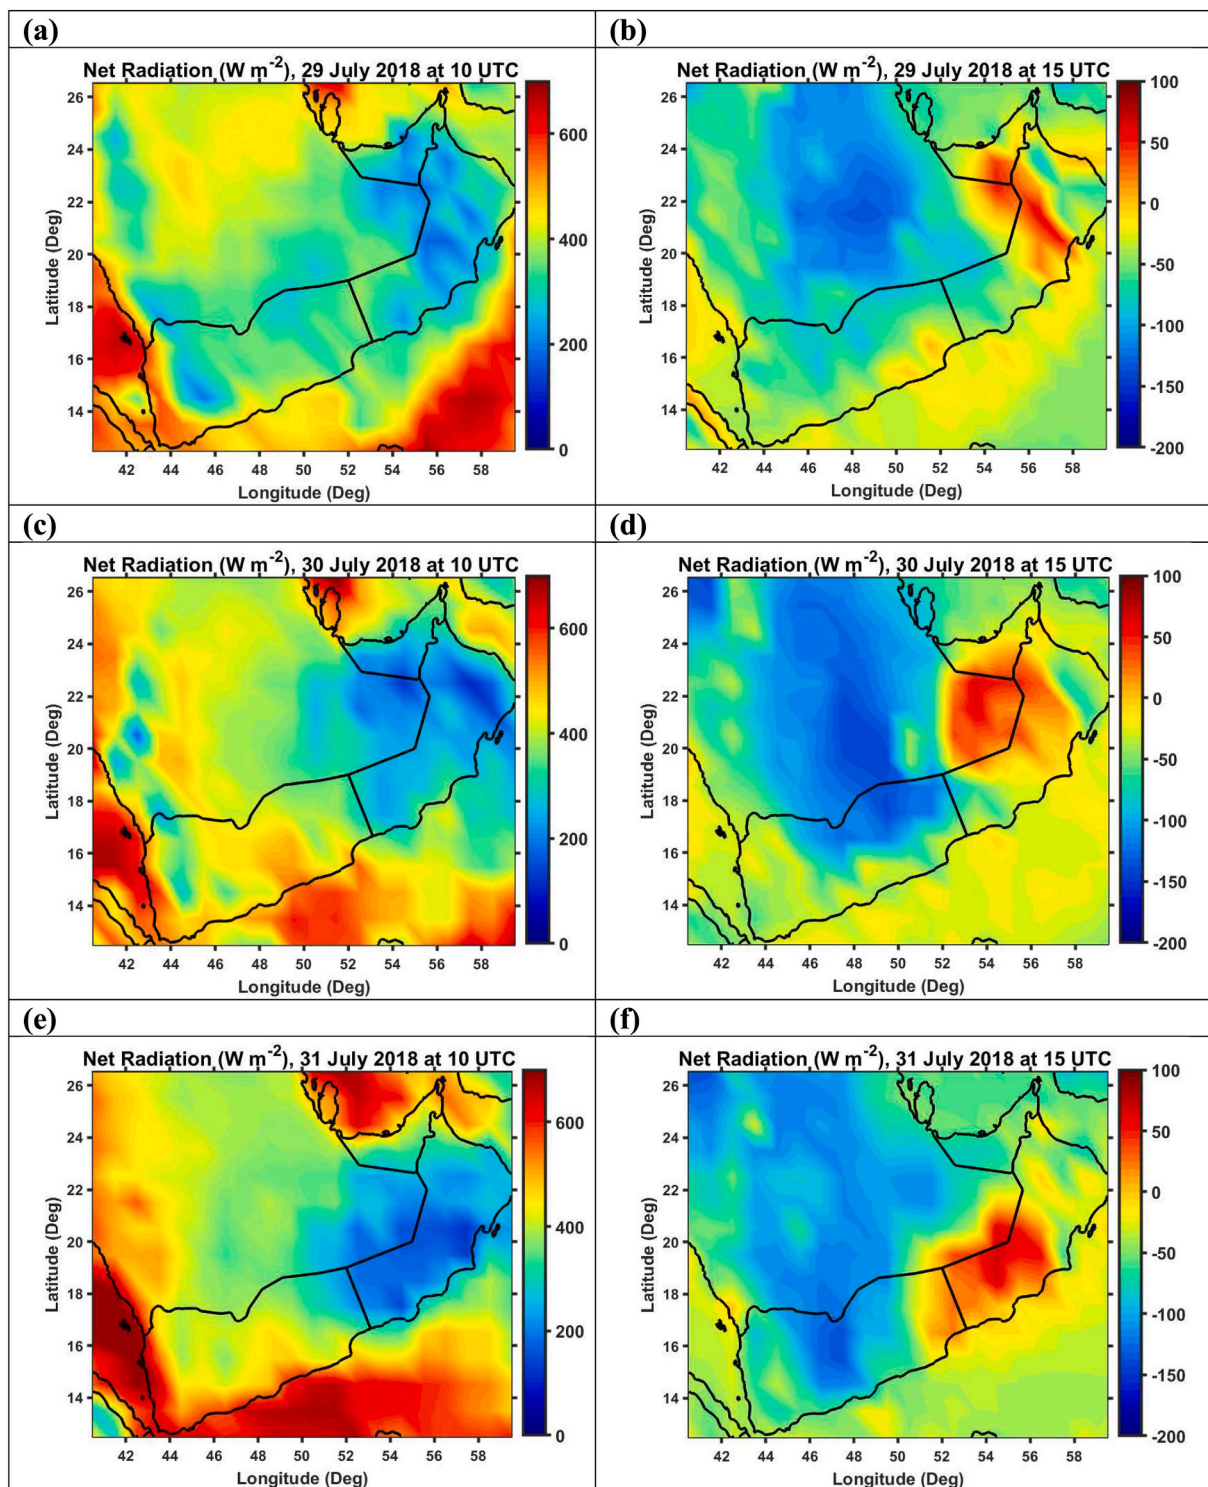 (a)
(b)
Net Radiation (W m-2), 29 July 2018 at 10 UTC
26
24
22
20
18
16
14
Latitude (Deg)
42 44 46 48 50 52 54 56 58
Longitude (Deg)
600
400
200
0
Net Radiation (W m-2), 29 July 2018 at 15 UTC
26
24
22
20
18
16
14
Latitude (Deg)
42 44 46 48 50 52 54 56 58
Longitude (Deg)
100
50
0
-50
-100
-150
-200
(c)
(d)
Net Radiation (W m-2), 30 July 2018 at 10 UTC
26
24
22
20
18
16
14
Latitude (Deg)
42 44 46 48 50 52 54 56 58
Longitude (Deg)
600
400
200
0
Net Radiation (W m-2), 30 July 2018 at 15 UTC
26
24
22
20
18
16
14
Latitude (Deg)
42 44 46 48 50 52 54 56 58
Longitude (Deg)
100
50
0
-50
-100
-150
-200
(e)
(f)
Net Radiation (W m-2), 31 July 2018 at 10 UTC
26
24
22
20
18
16
14
Latitude (Deg)
42 44 46 48 50 52 54 56 58
Longitude (Deg)
600
400
200
0
Net Radiation (W m-2), 31 July 2018 at 15 UTC
26
24
22
20
18
16
14
Latitude (Deg)
42 44 46 48 50 52 54 56 58
Longitude (Deg)
100
50
0
-50
-100
-150
-200